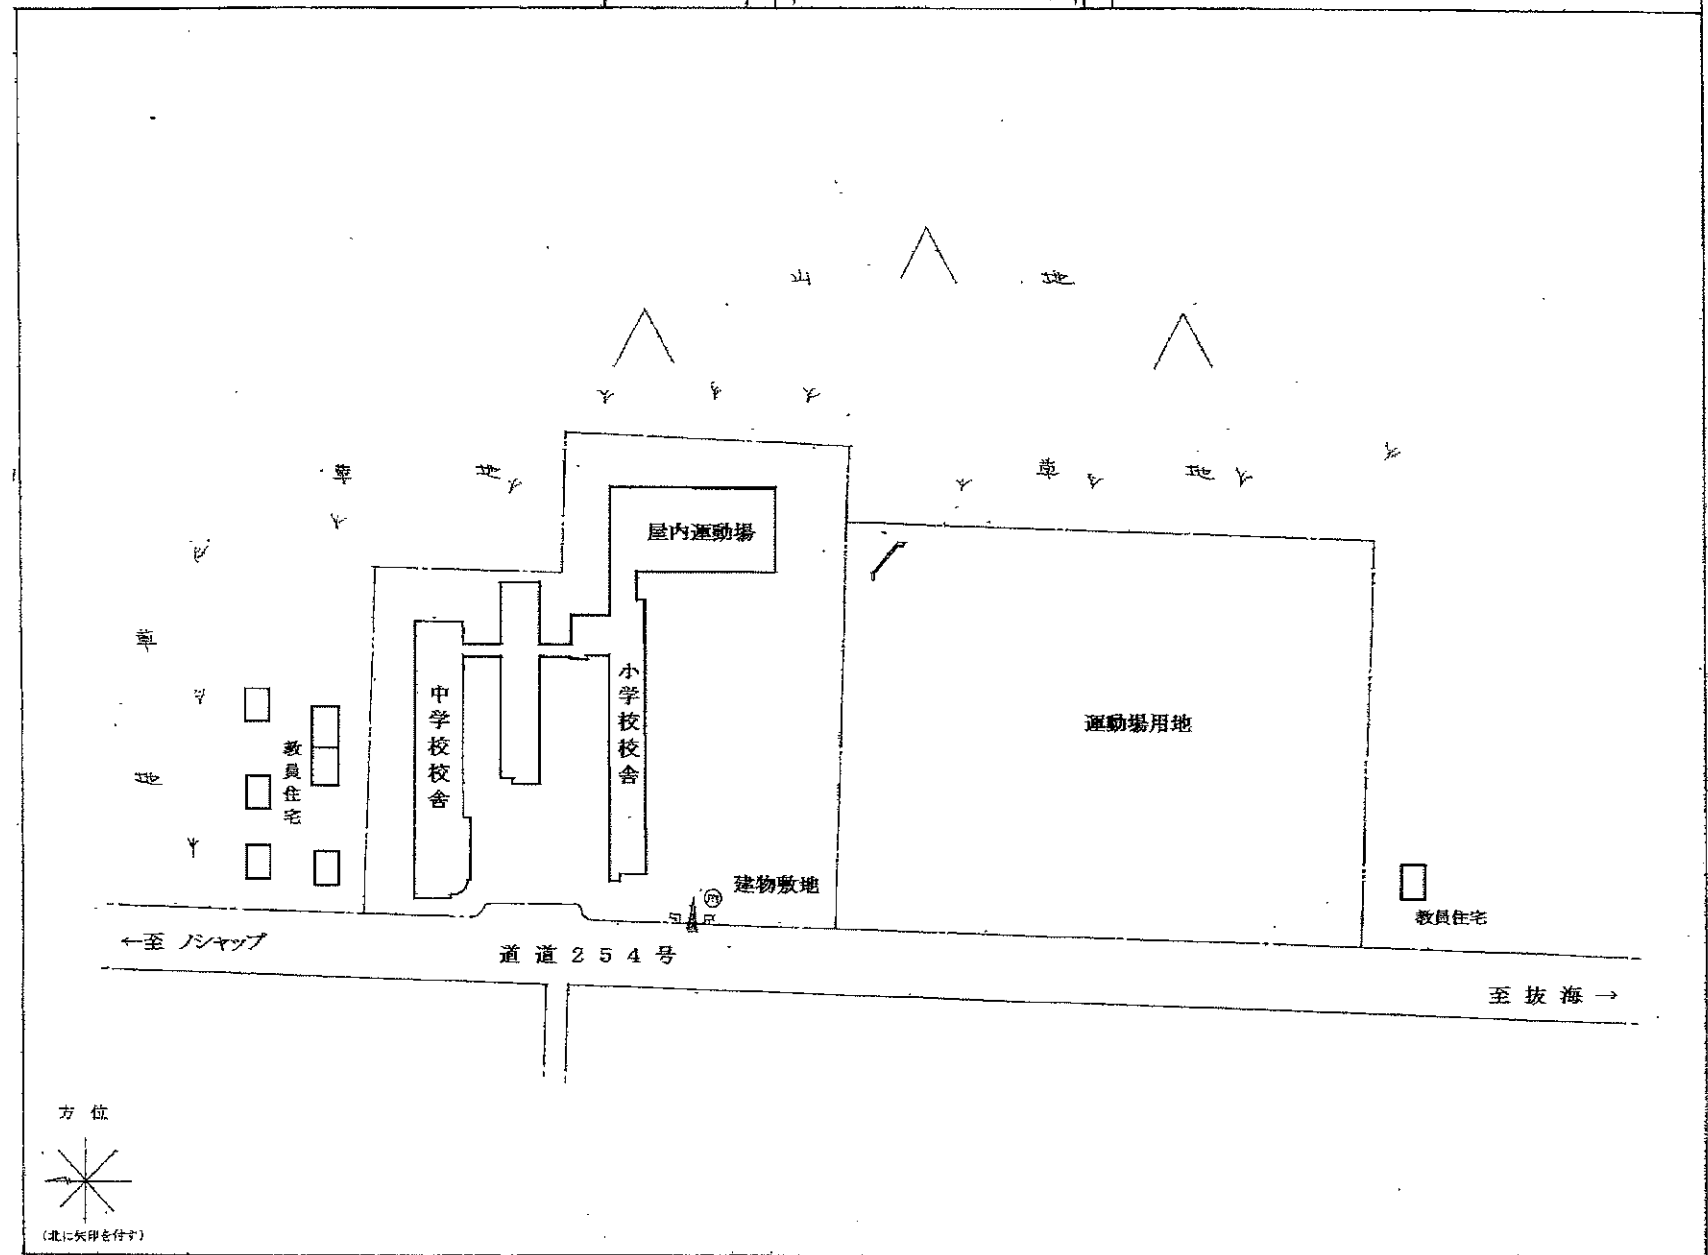 山地
草地
草地
屋内運動場
草地
小学校校舎
中学校校舎
運動場用地
教員住宅
建物敷地
教員住宅
←至 ノシャップ
道道254号
至抜海→
方位
(北に矢印を付す)